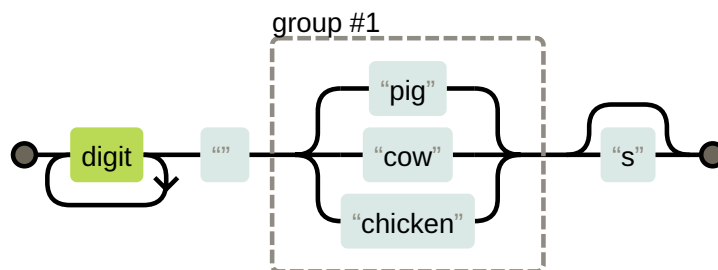 group #1
digit
“”
“pig”
“cow”
“chicken”
“s”